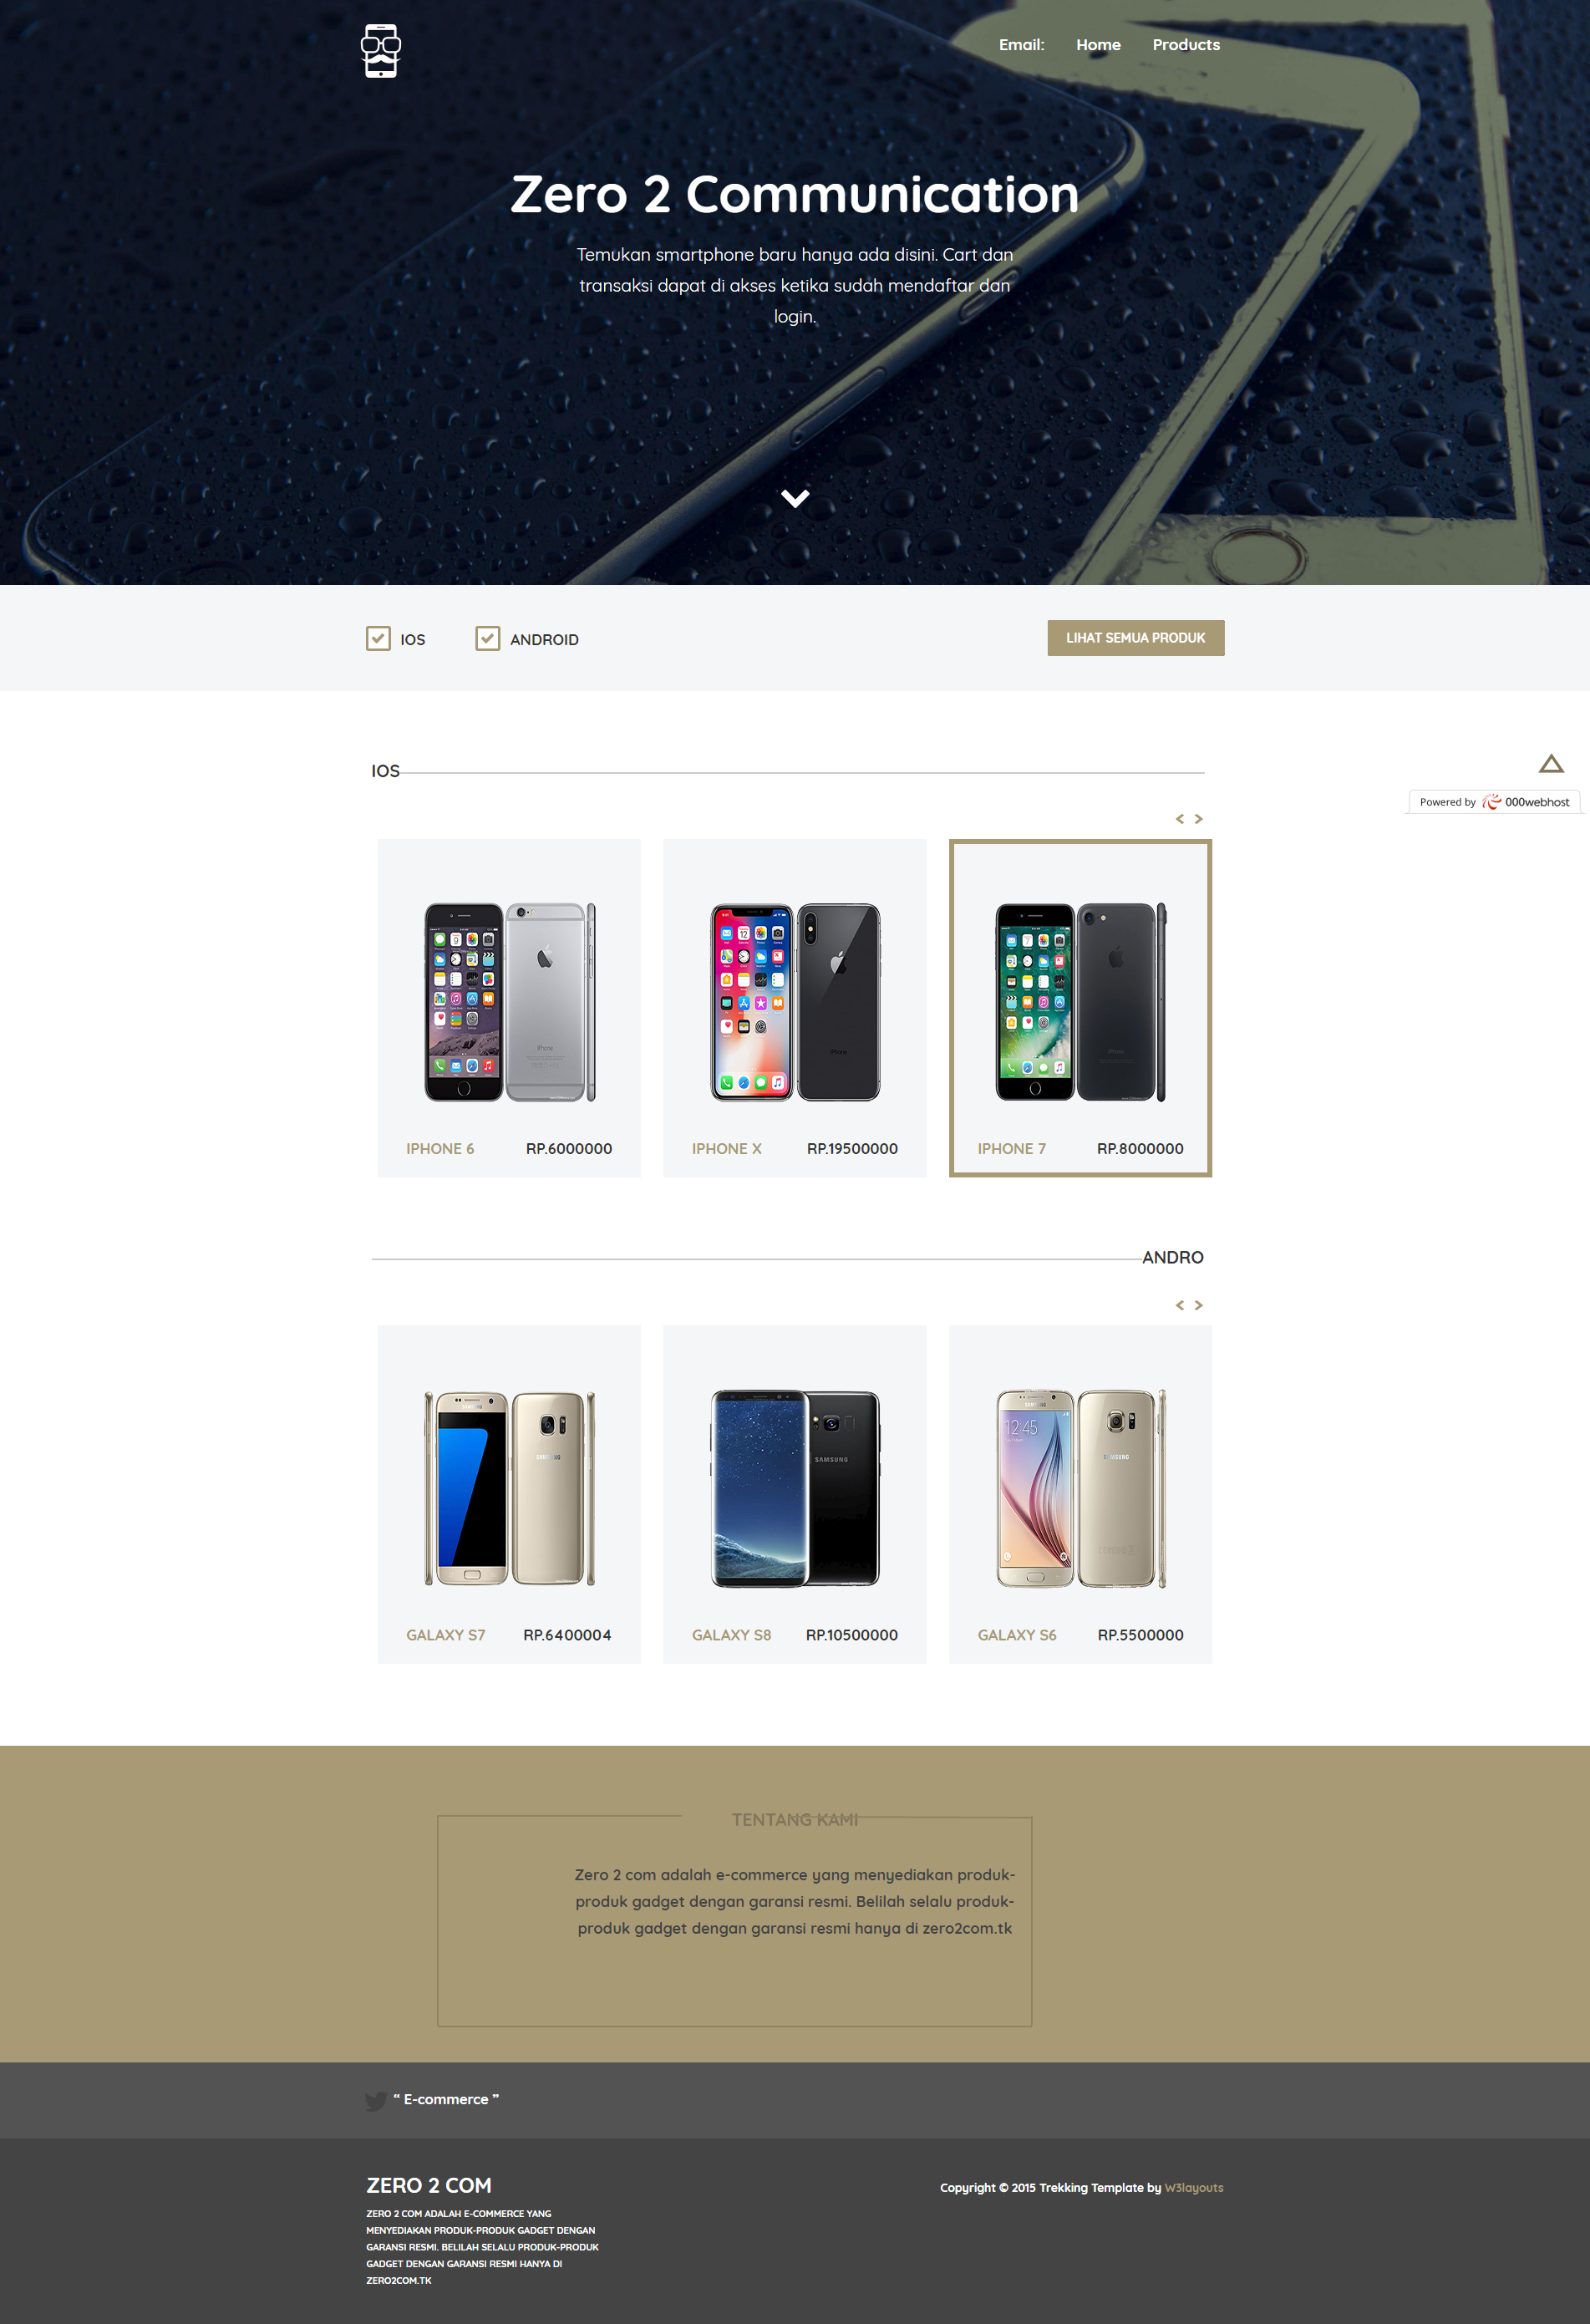 Email: Home Products
Zero 2 Communication
Temukan smartphone baru hanya ada disini. Cart dan
transaksi dapat di akses ketika sudah mendaftar dan
login.
IOS ANDROID LIHAT SEMUA PRODUK
IOS
Powered by 000webhost
< >
IPHONE 6 RP.6000000
IPHONE X RP.19500000
IPHONE 7 RP.8000000
ANDRO
< >
SAMSUNG
SAMSUNG
12:45
GALAXY S7 RP.6400004
GALAXY S8 RP.10500000
GALAXY S6 RP.5500000
TENTANG KAMI
Zero 2 com adalah e-commerce yang menyediakan produk-
produk gadget dengan garansi resmi. Belilah selalu produk-
produk gadget dengan garansi resmi hanya di zero2com.tk
“ E-commerce ”
ZERO 2 COM
Copyright © 2015 Trekking Template by W3layouts
ZERO 2 COM ADALAH E-COMMERCE YANG
MENYEDIAKAN PRODUK-PRODUK GADGET DENGAN
GARANSI RESMI. BELILAH SELALU PRODUK-PRODUK
GADGET DENGAN GARANSI RESMI HANYA DI
ZERO2COM.TK